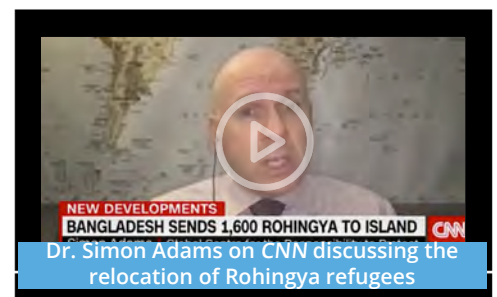 NEW DEVELOPMENTS
BANGLADESH SENDS 1,600 ROHINGYA TO ISLAND
CNN
Dr. Simon Adams on CNN discussing the
relocation of Rohingya refugees